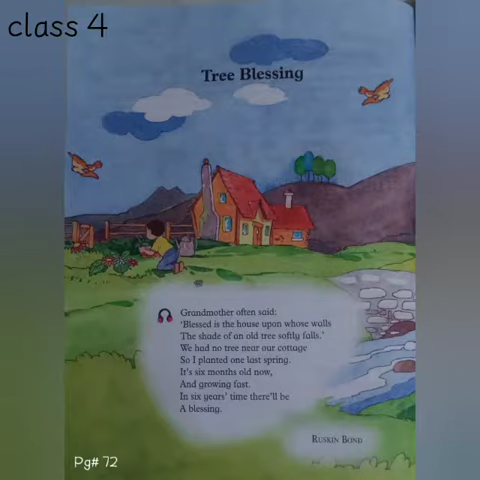 class 4
Tree Blessing
Grandmother often said:
'Blessed is the house upon whose walls
The shade of an old tree softly falls.'
We had no tree near our cottage
So I planted one last spring.
It's six months old now,
And growing fast.
In six years' time there'll be
A blessing.
RUSKIN BOND
Pg# 72